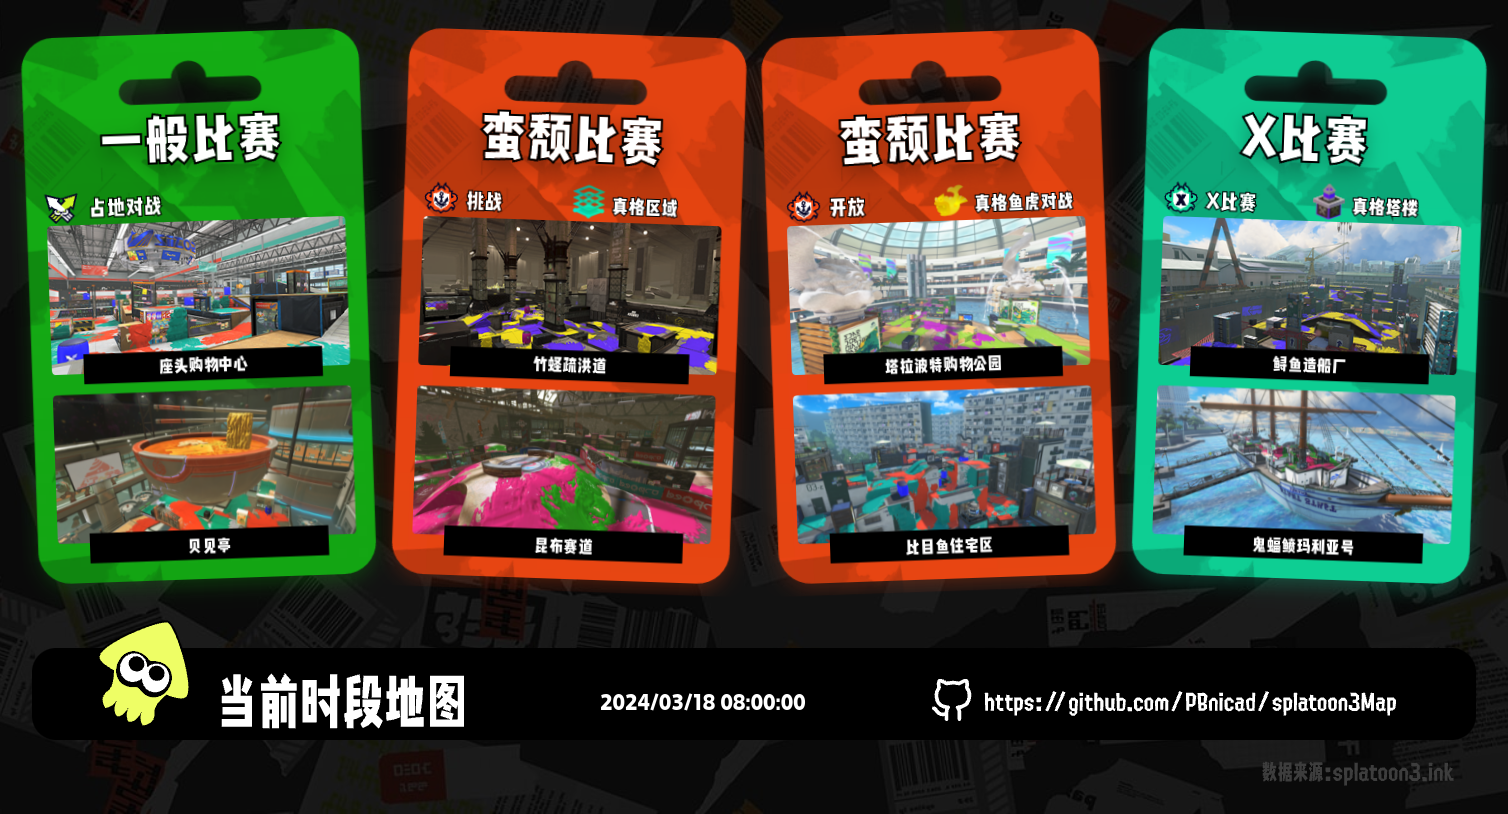 一般比赛
占地对战
座头购物中心
贝见亭
蛮颓比赛
挑战
真格区域
竹蛏疏洪道
昆布赛道
蛮颓比赛
开放
真格鱼虎对战
塔拉波特购物公园
比目鱼住宅区
X比赛
X比赛
真格塔楼
鲟鱼造船厂
鬼蝠鲼玛利亚号
当前时段地图
2024/03/18 08:00:00
https://github.com/PBnicad/splatoon3Map
数据来源:splatoon3.ink